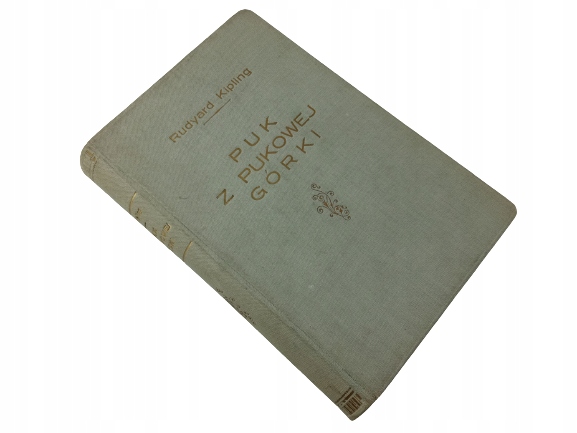 Rudyard Kipling
PUK
Z PUKOWEJ
GÓRKI